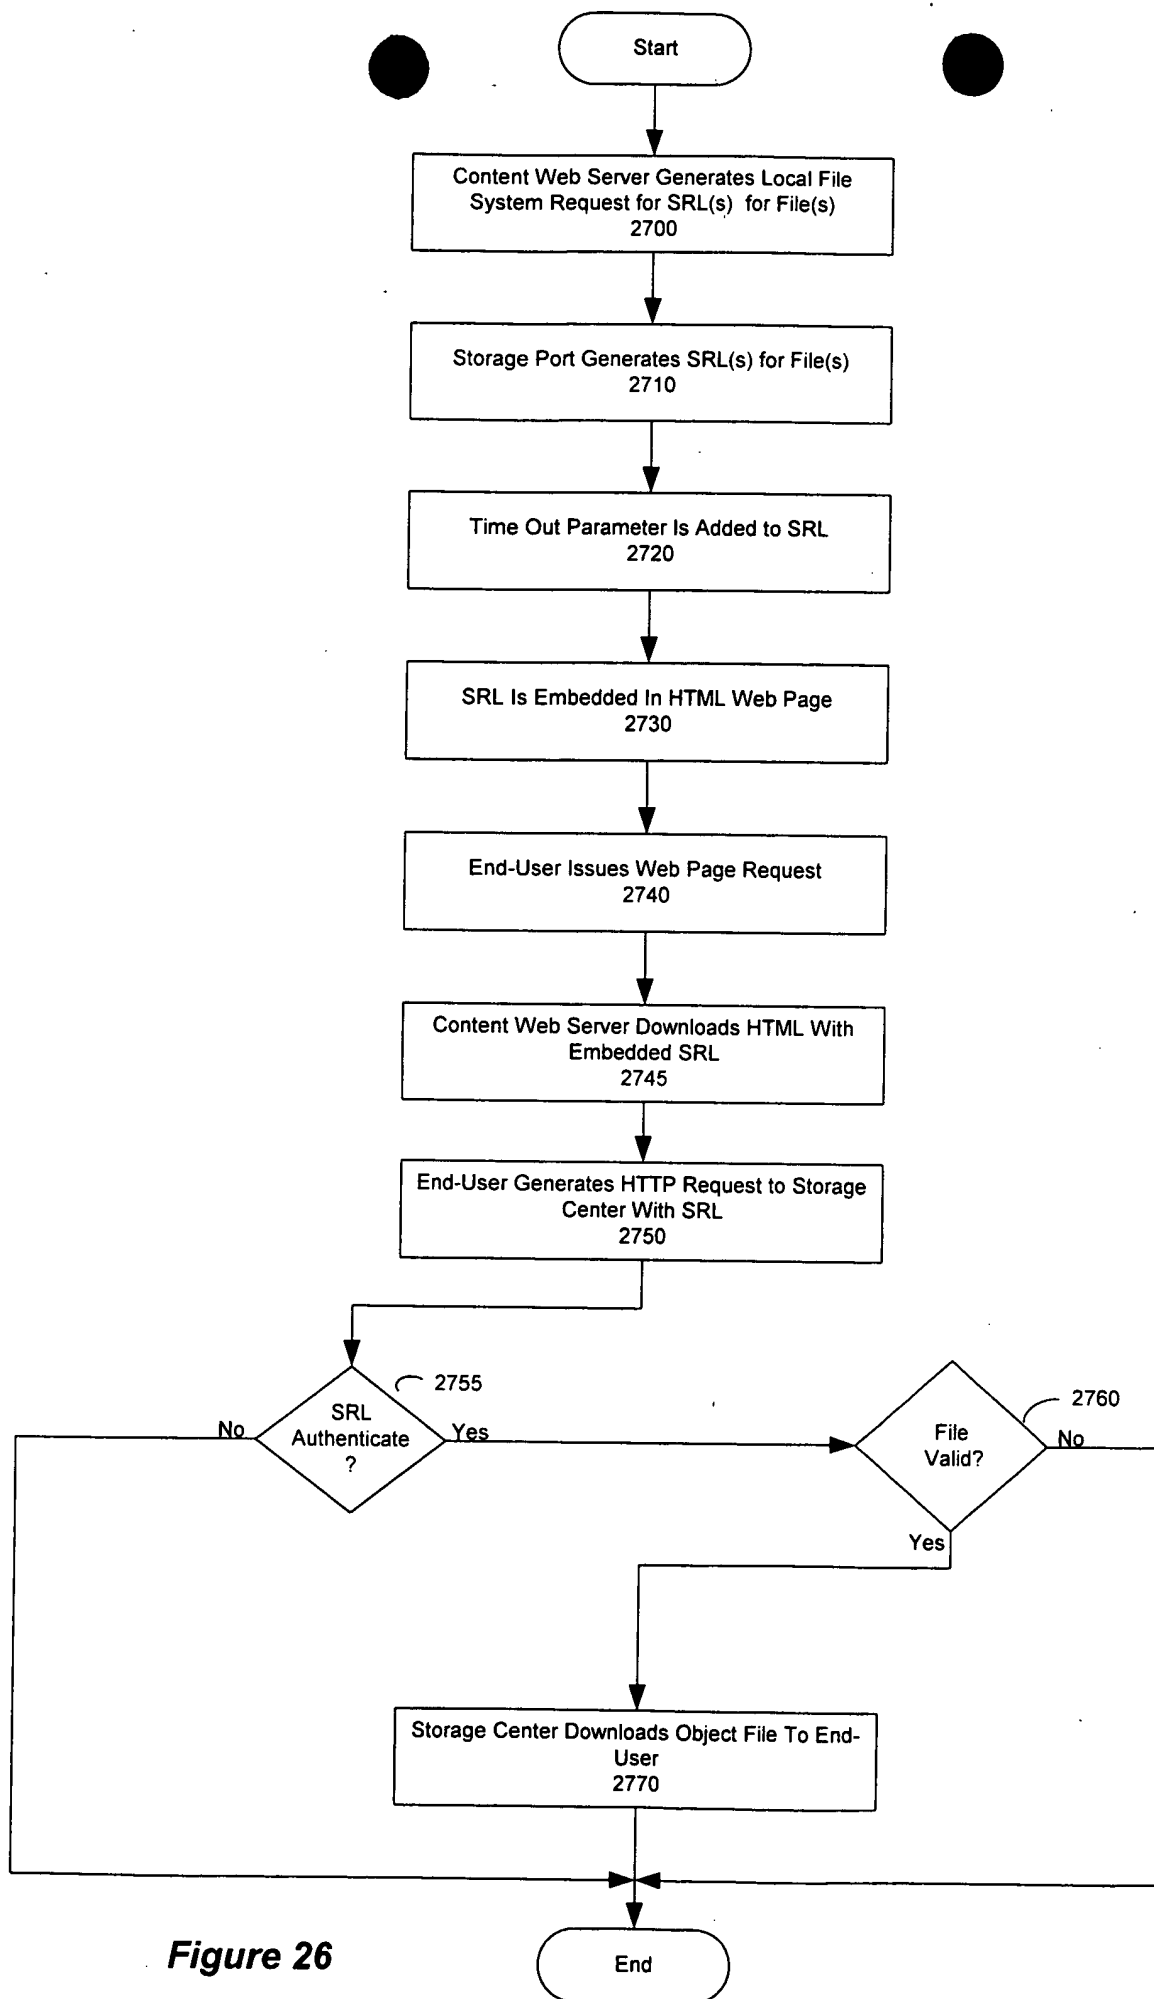 Start
Content Web Server Generates Local File
System Request for SRL(s) for File(s)
2700
Storage Port Generates SRL(s) for File(s)
2710
Time Out Parameter Is Added to SRL
2720
SRL Is Embedded In HTML Web Page
2730
End-User Issues Web Page Request
2740
Content Web Server Downloads HTML With
Embedded SRL
2745
End-User Generates HTTP Request to Storage
Center With SRL
2750
2755
SRL
Authenticate
?
No
Yes
2760
File
Valid?
No
Yes
Storage Center Downloads Object File To End-
User
2770
End
Figure 26